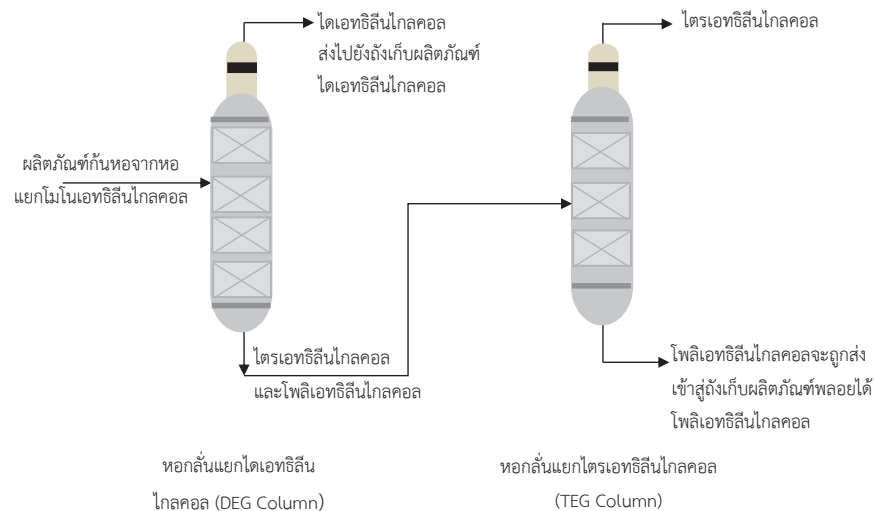 ไดเอทธิลีนไกลคอล
ส่งไปยังถังเก็บผลิตภัณฑ์
ไดเอทธิลีนไกลคอล
ไตรเอทธิลีนไกลคอล
ผลิตภัณฑ์ก้นหอจากหอ
แยกโมโนเอทธิลีนไกลคอล
ไตรเอทธิลีนไกลคอล
และโพลิเอทธิลีนไกลคอล
โพลิเอทธิลีนไกลคอลจะถูกส่ง
เข้าสู่ถังเก็บผลิตภัณฑ์พลอยได้
โพลิเอทธิลีนไกลคอล
หอกลั่นแยกไดเอทธิลีน
ไกลคอล (DEG Column)
หอกลั่นแยกไตรเอทธิลีนไกลคอล
(TEG Column)